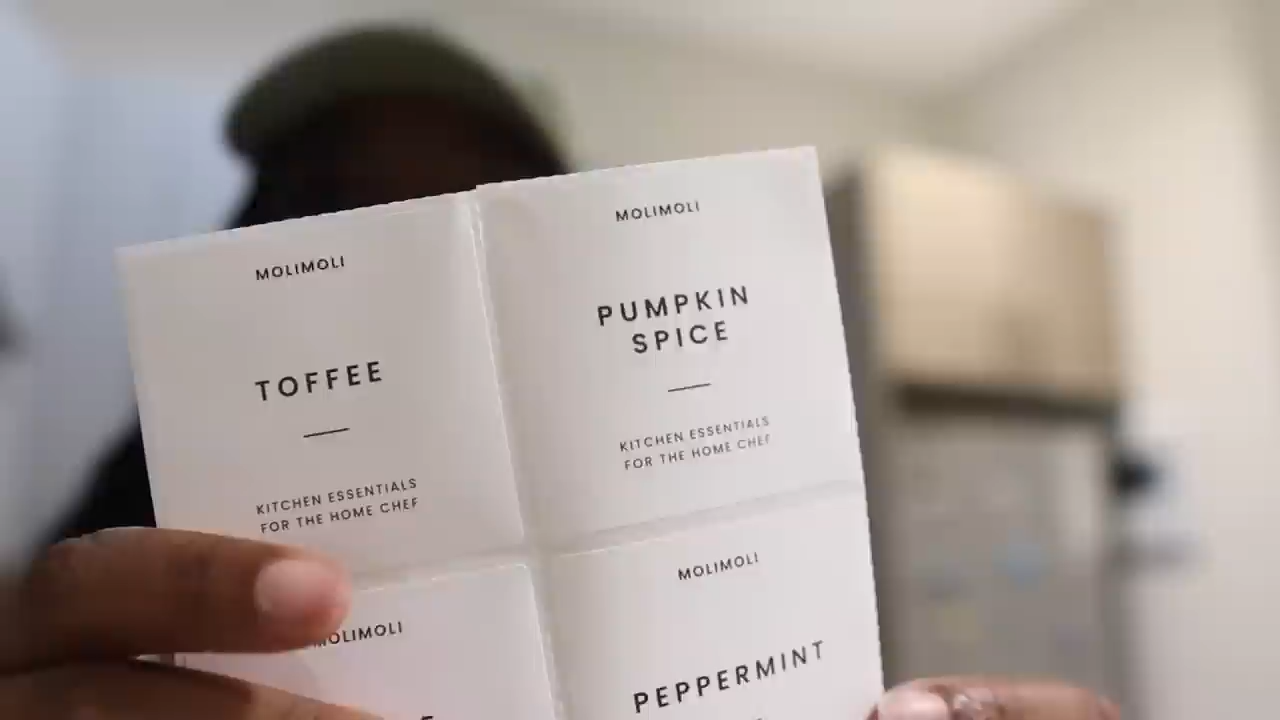 MOLIMOLI
TOFFEE
KITCHEN ESSENTIALS
FOR THE HOME CHEF
MOLIMOLI
PUMPKIN
SPICE
KITCHEN ESSENTIALS
FOR THE HOME CHEF
MOLIMOLI
MOLIMOLI
PEPPERMINT